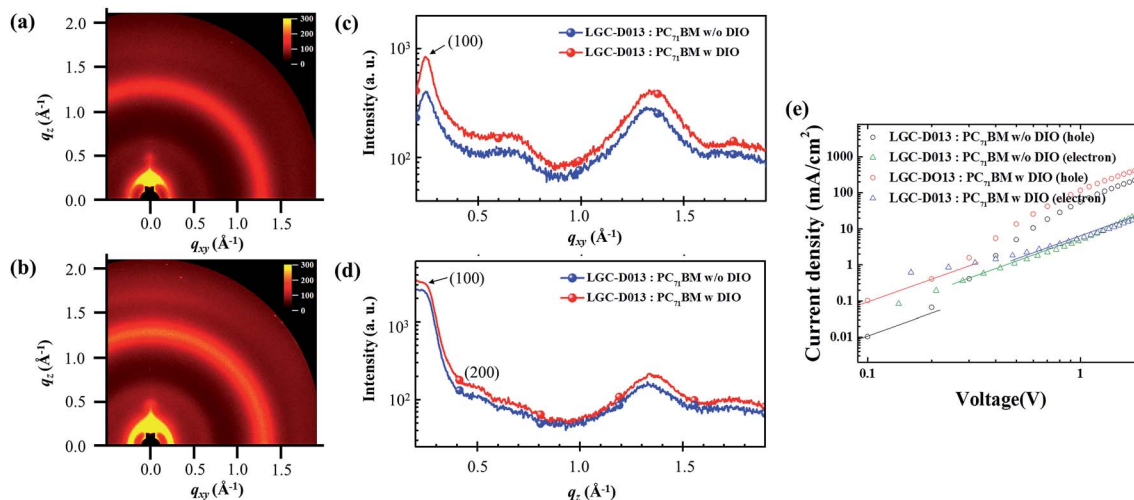 (a)
300
200
100
0
2.0
1.5
1.0
0.5
0.0
q_z (Å⁻¹)
0.0 0.5 1.0 1.5
q_xy (Å⁻¹)
(b)
300
200
100
0
2.0
1.5
1.0
0.5
0.0
q_z (Å⁻¹)
0.0 0.5 1.0 1.5
q_xy (Å⁻¹)
(c)
LGC-D013 : PC₇₁BM w/o DIO
LGC-D013 : PC₇₁BM w DIO
(100)
10³
10²
Intensity (a. u.)
0.5 1.0 1.5
q_xy (Å⁻¹)
(d)
LGC-D013 : PC₇₁BM w/o DIO
LGC-D013 : PC₇₁BM w DIO
(100)
(200)
10³
10²
Intensity (a. u.)
0.5 1.0 1.5
q_z (Å⁻¹)
(e)
LGC-D013 : PC₇₁BM w/o DIO (hole)
LGC-D013 : PC₇₁BM w/o DIO (electron)
LGC-DO13 : PC₇₁BM w DIO (hole)
LGC-D013 : PC₇₁BM w DIO (electron)
1000
100
10
1
0.1
0.01
Current density (mA/cm²)
0.1 1
Voltage(V)